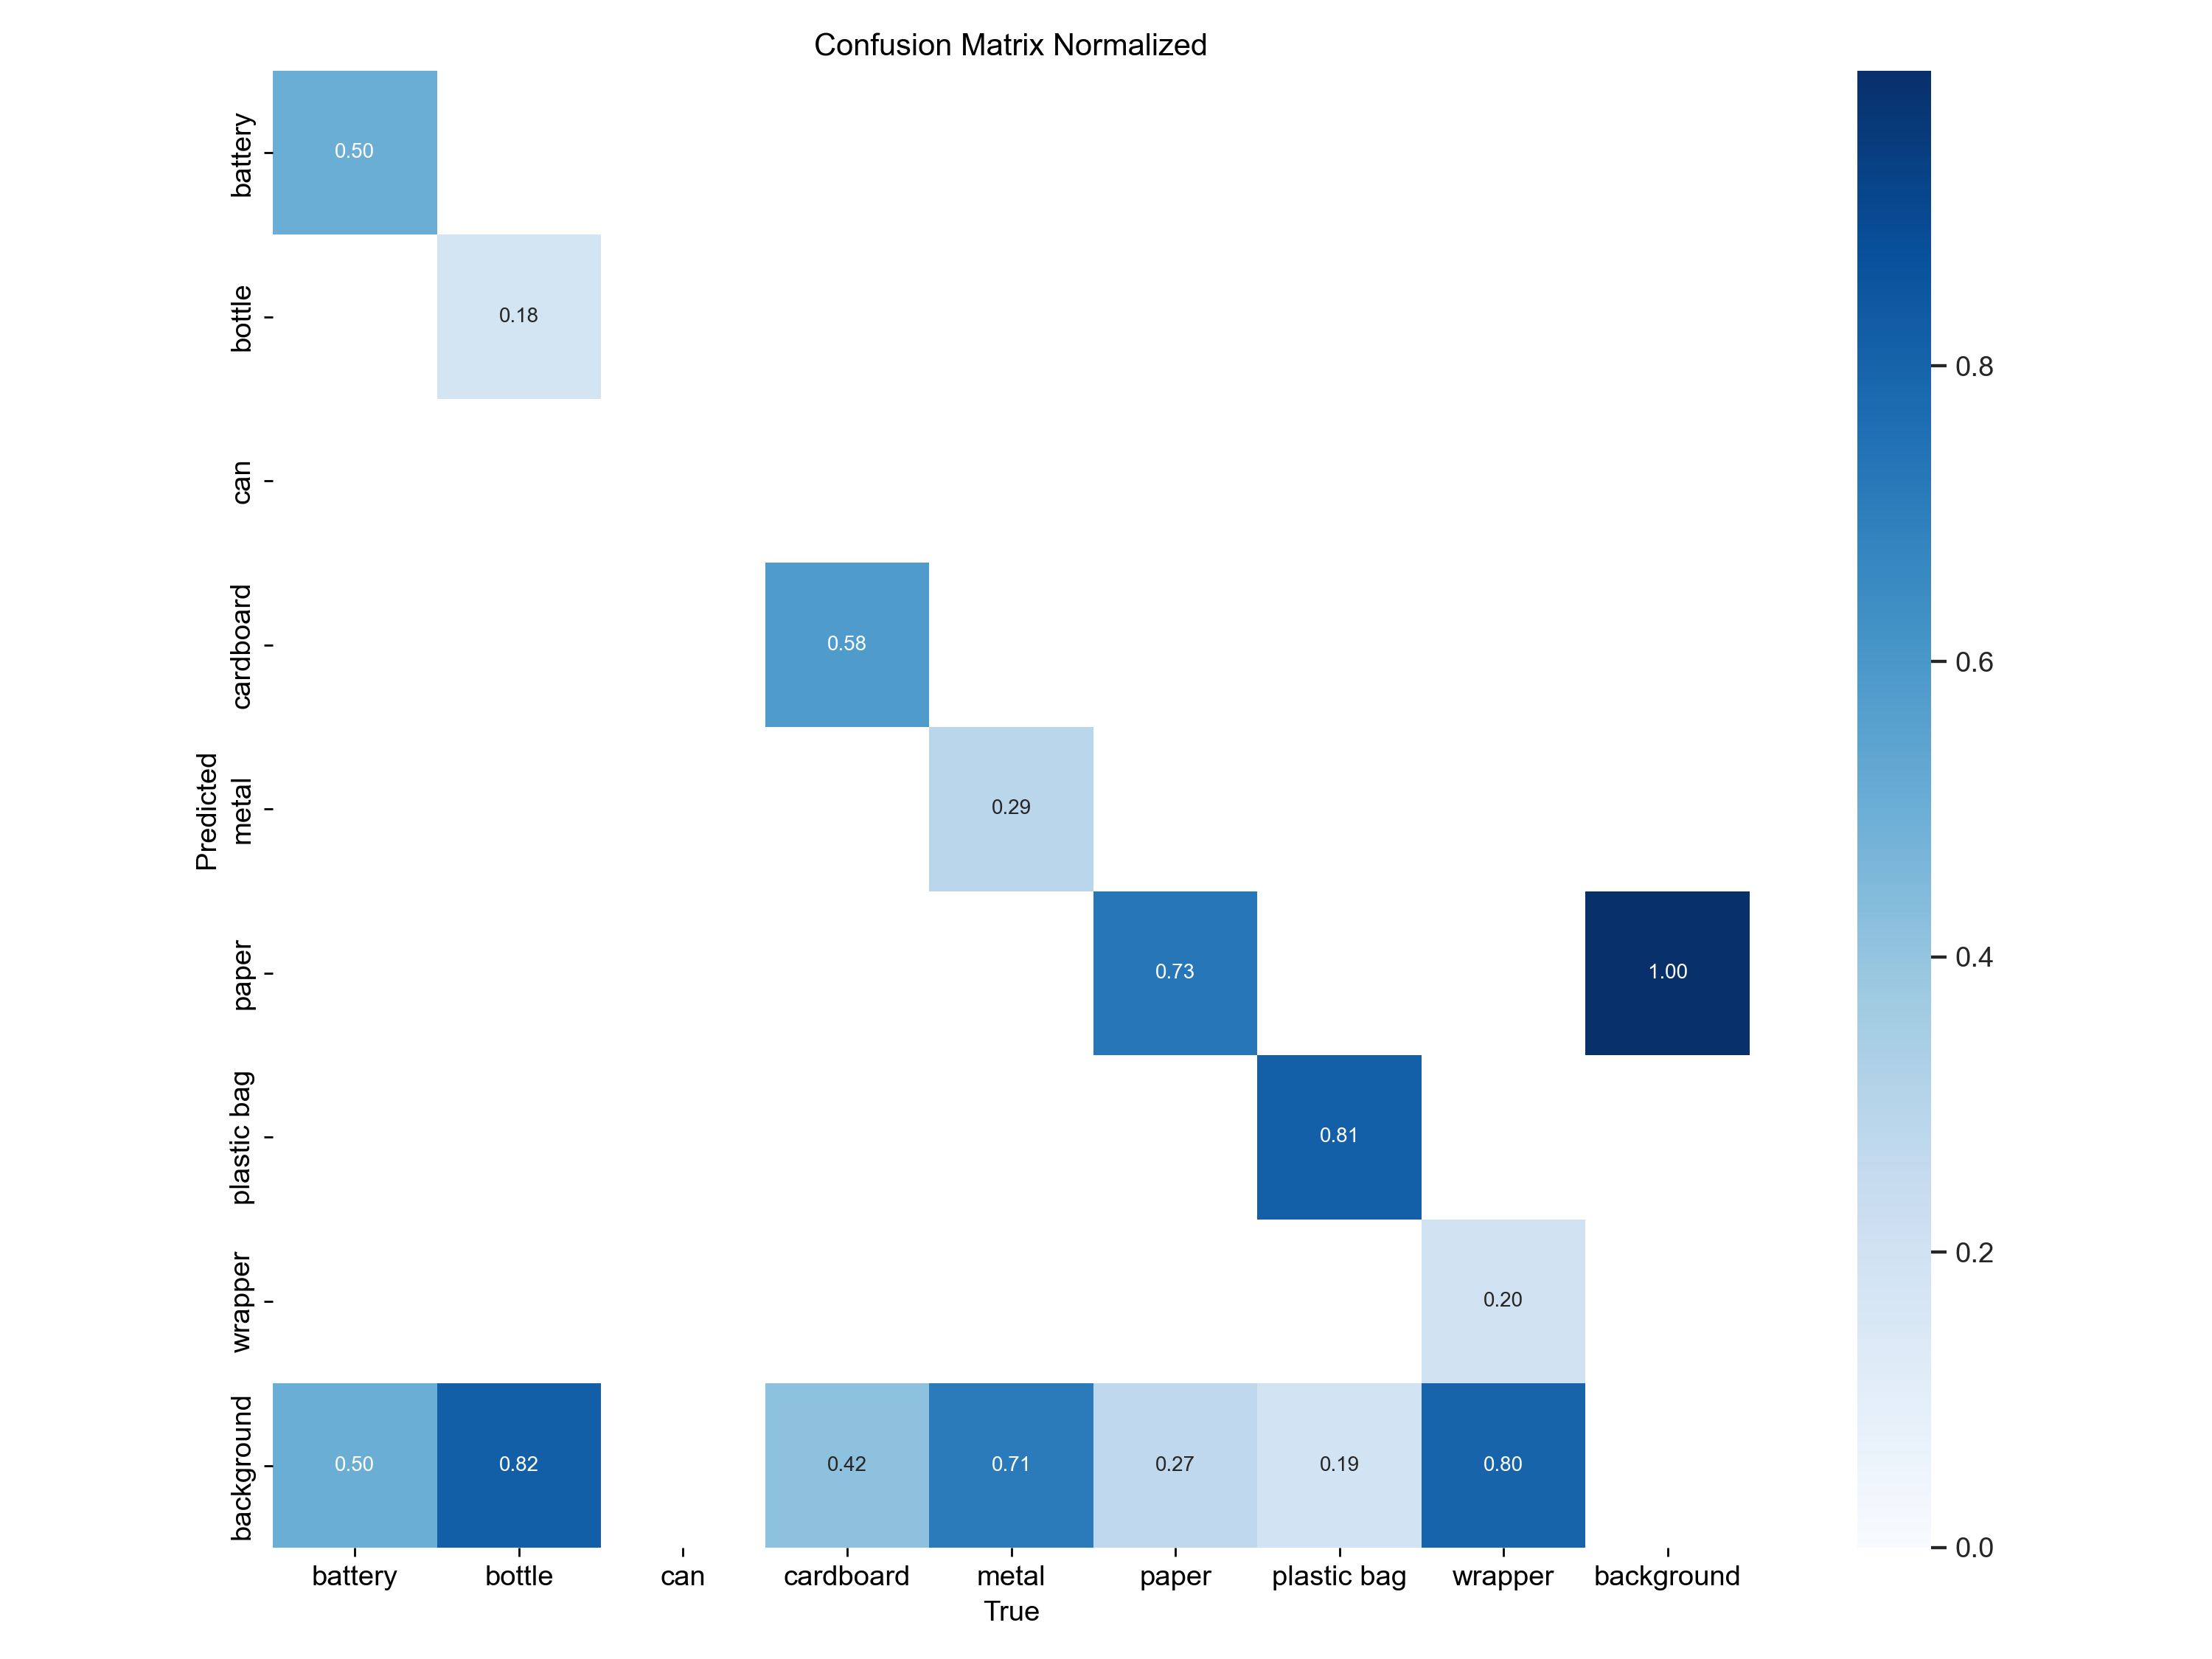 Confusion Matrix Normalized
battery
0.50
bottle
0.18
0.8
can
cardboard
0.58
0.6
Predicted
metal
0.29
paper
0.73
1.00
0.4
plastic bag
0.81
wrapper
0.20
0.2
background
0.50 0.82 0.42 0.71 0.27 0.19 0.80
0.0
battery bottle can cardboard metal paper plastic bag wrapper background
True